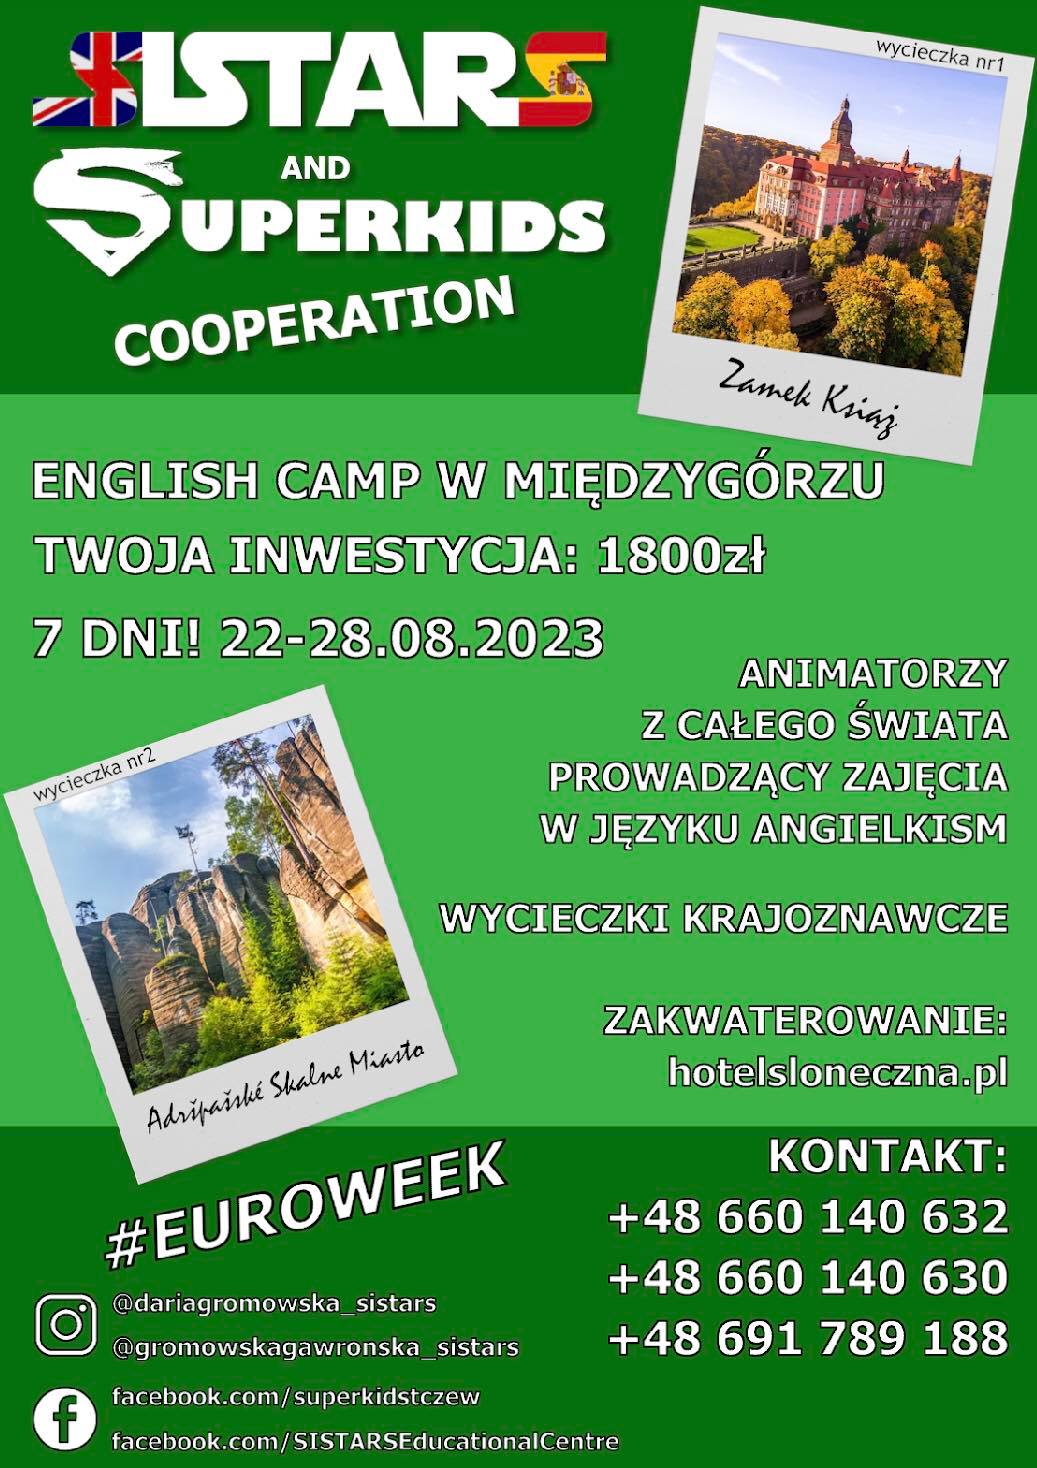 SISTARS
AND
SUPERKIDS
COOPERATION
wycieczka nr1
Zamek Książ
ENGLISH CAMP W MIĘDZYGÓRZU
TWOJA INWESTYCJA: 1800zł
7 DNI! 22-28.08.2023
ANIMATORZY
Z CAŁEGO ŚWIATA
PROWADZĄCY ZAJĘCIA
W JĘZYKU ANGIELKISM
WYCIECZKI KRAJOZNAWCZE
ZAKWATEROWANIE:
hotelsloneczna.pl
wycieczka nr2
Adršpašské Skalne Miasto
#EUROWEEK
KONTAKT:
+48 660 140 632
+48 660 140 630
+48 691 789 188
@dariagromowska_sistars
@gromowskagawronska_sistars
facebook.com/superkidstczew
facebook.com/SISTARSEducationalCentre